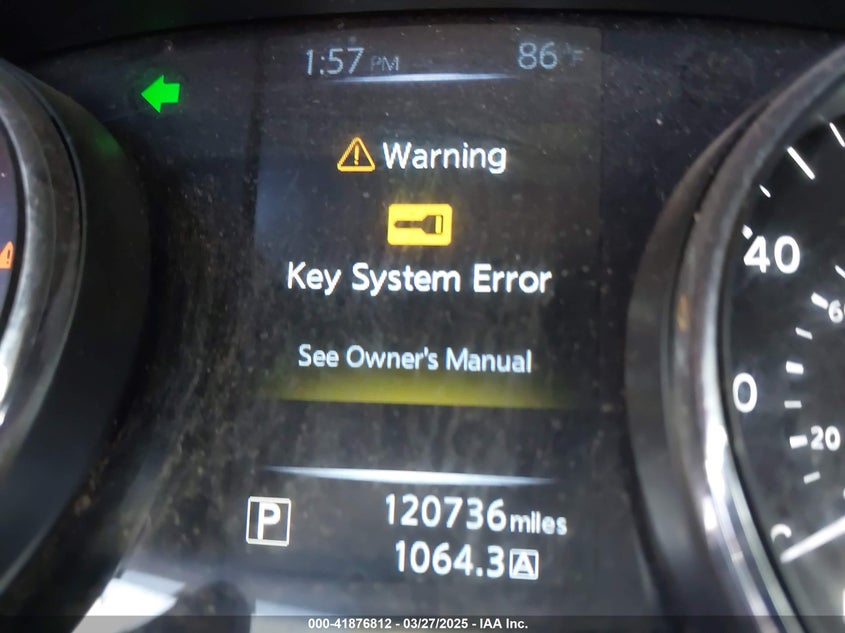 1:57 PM 86 °F
Warning
Key System Error
See Owner's Manual
40
60
0
20
P 120736 miles
1064.3 A
000-41876812 — 03/27/2025 — IAA Inc.